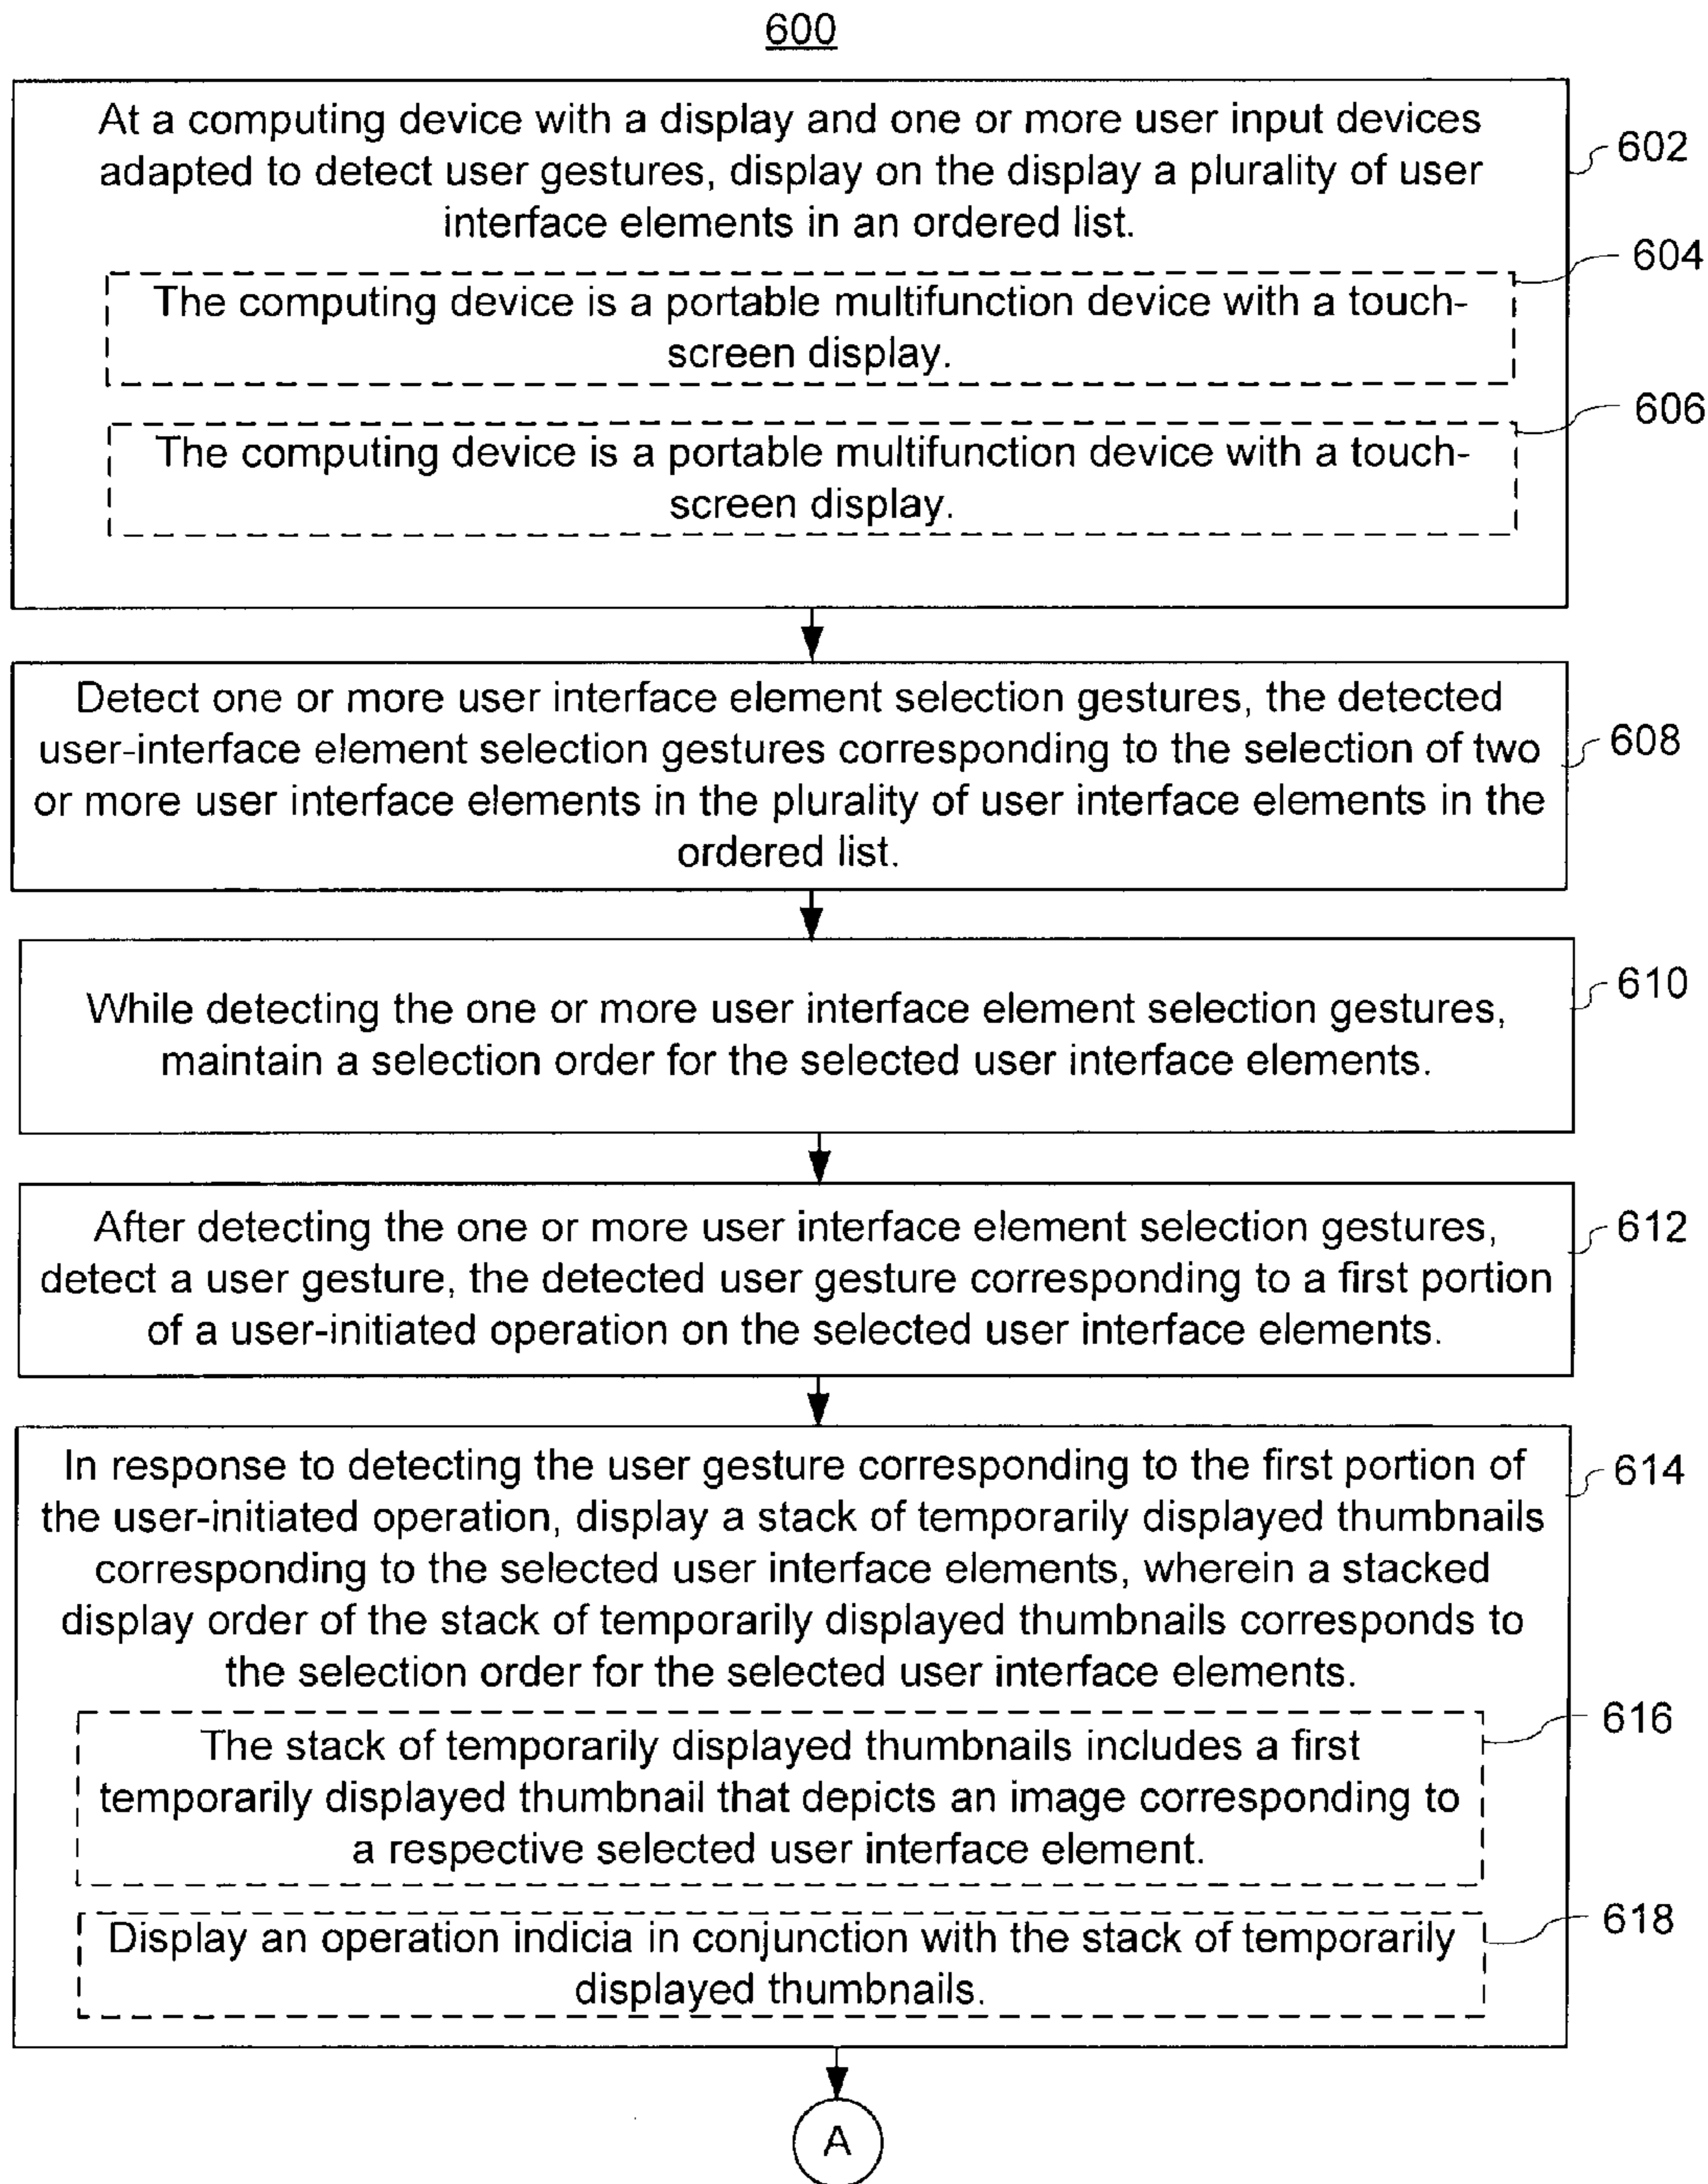 600
At a computing device with a display and one or more user input devices
adapted to detect user gestures, display on the display a plurality of user
interface elements in an ordered list.
602
The computing device is a portable multifunction device with a touch-
screen display.
604
The computing device is a portable multifunction device with a touch-
screen display.
606
Detect one or more user interface element selection gestures, the detected
user-interface element selection gestures corresponding to the selection of two
or more user interface elements in the plurality of user interface elements in the
ordered list.
608
While detecting the one or more user interface element selection gestures,
maintain a selection order for the selected user interface elements.
610
After detecting the one or more user interface element selection gestures,
detect a user gesture, the detected user gesture corresponding to a first portion
of a user-initiated operation on the selected user interface elements.
612
In response to detecting the user gesture corresponding to the first portion of
the user-initiated operation, display a stack of temporarily displayed thumbnails
corresponding to the selected user interface elements, wherein a stacked
display order of the stack of temporarily displayed thumbnails corresponds to
the selection order for the selected user interface elements.
614
The stack of temporarily displayed thumbnails includes a first
temporarily displayed thumbnail that depicts an image corresponding to
a respective selected user interface element.
616
Display an operation indicia in conjunction with the stack of temporarily
displayed thumbnails.
618
A